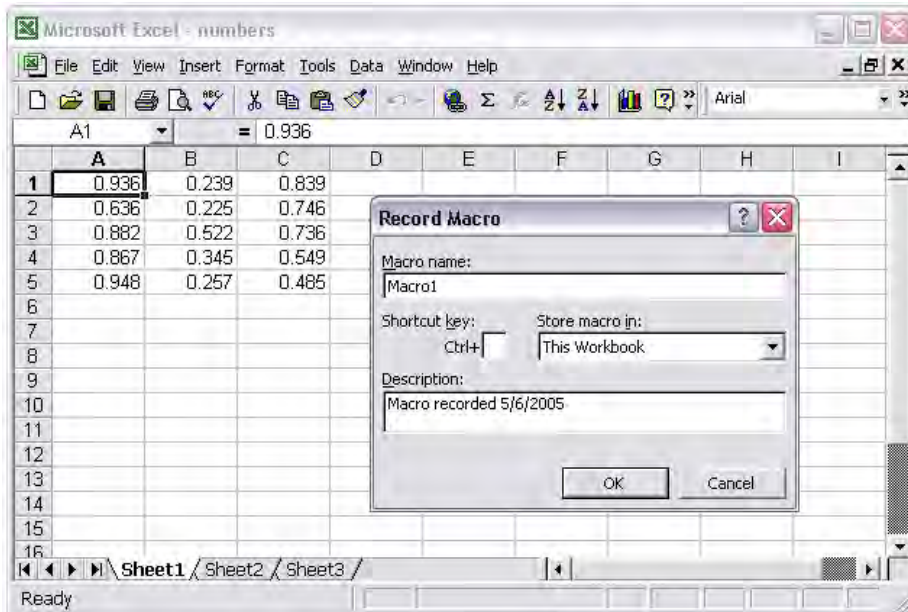 Microsoft Excel - numbers
File Edit View Insert Format Tools Data Window Help
Arial
A1 = 0.936
A B C D E F G H I
1 0.936 0.239 0.839
2 0.636 0.225 0.746
3 0.882 0.522 0.736
4 0.867 0.345 0.549
5 0.948 0.257 0.485
6
7
8
9
10
11
12
13
14
15
16
Record Macro
Macro name:
Macro1
Shortcut key: Store macro in:
Ctrl+ This Workbook
Description:
Macro recorded 5/6/2005
OK Cancel
Sheet1 / Sheet2 / Sheet3 /
Ready